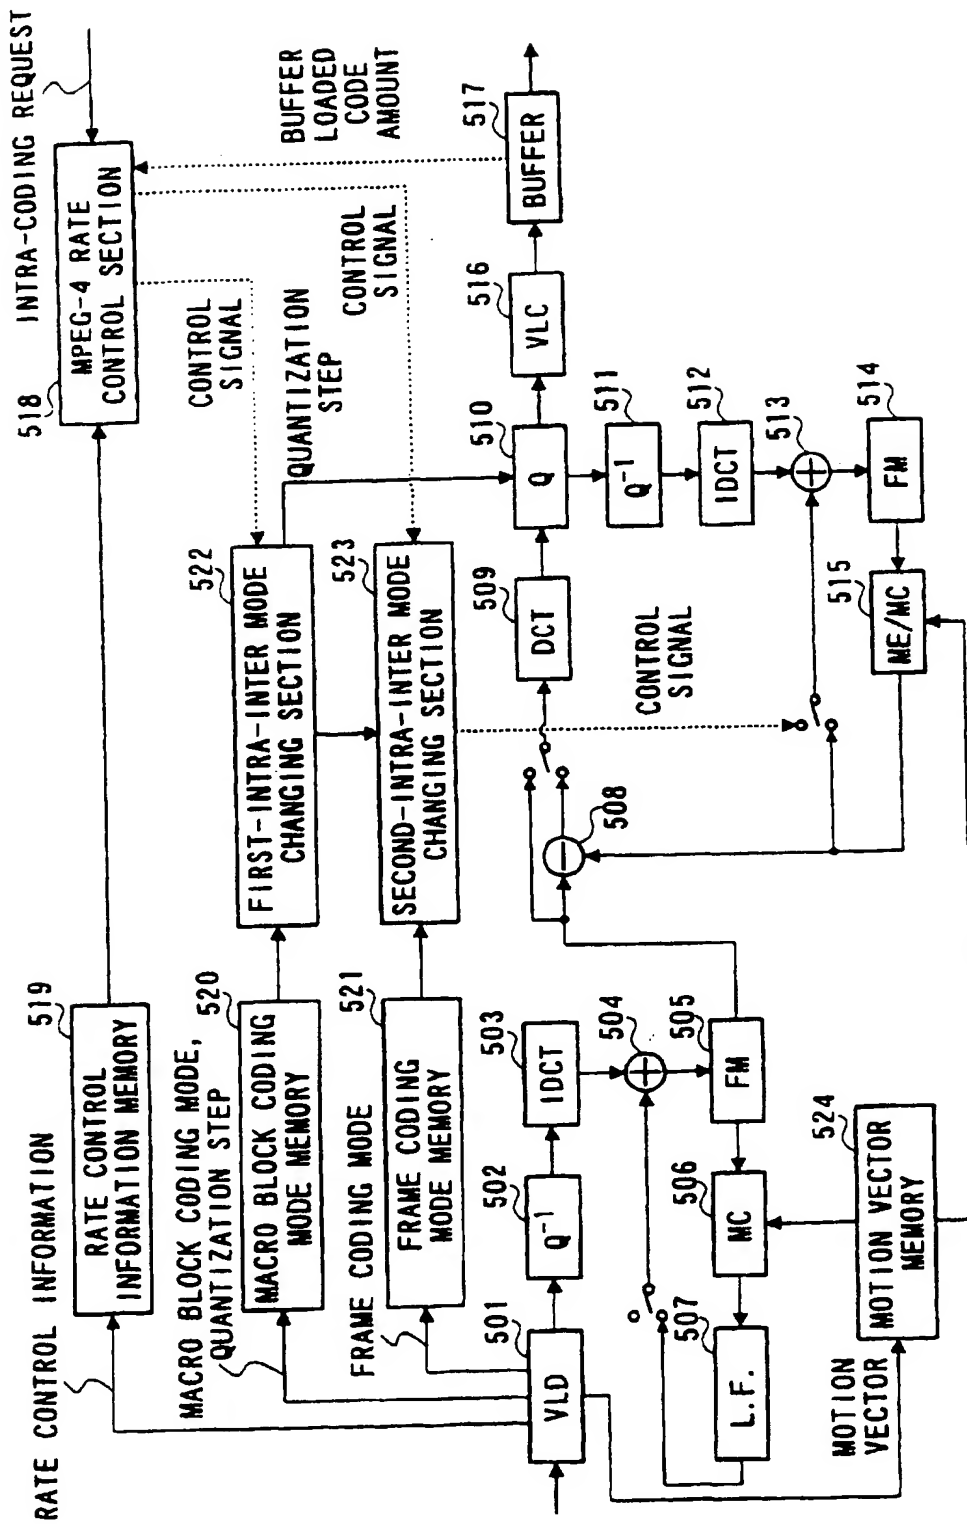 RATE CONTROL INFORMATION
INTRA-CODING REQUEST
519
RATE CONTROL
INFORMATION MEMORY
518
MPEG-4 RATE
CONTROL SECTION
MACRO BLOCK CODING MODE,
QUANTIZATION STEP
520
MACRO BLOCK CODING
MODE MEMORY
522
FIRST-INTRA-INTER MODE
CHANGING SECTION
CONTROL
SIGNAL
BUFFER
LOADED
CODE
AMOUNT
QUANTIZATION
STEP
CONTROL
SIGNAL
FRAME CODING MODE
521
FRAME CODING
MODE MEMORY
523
SECOND-INTRA-INTER MODE
CHANGING SECTION
501
VLD
502
Q-1
503
IDCT
504
505
FM
506
MC
507
L.F.
508
509
DCT
510
Q
516
VLC
517
BUFFER
511
Q-1
512
IDCT
513
514
FM
515
ME/MC
CONTROL
SIGNAL
MOTION
VECTOR
524
MOTION VECTOR
MEMORY